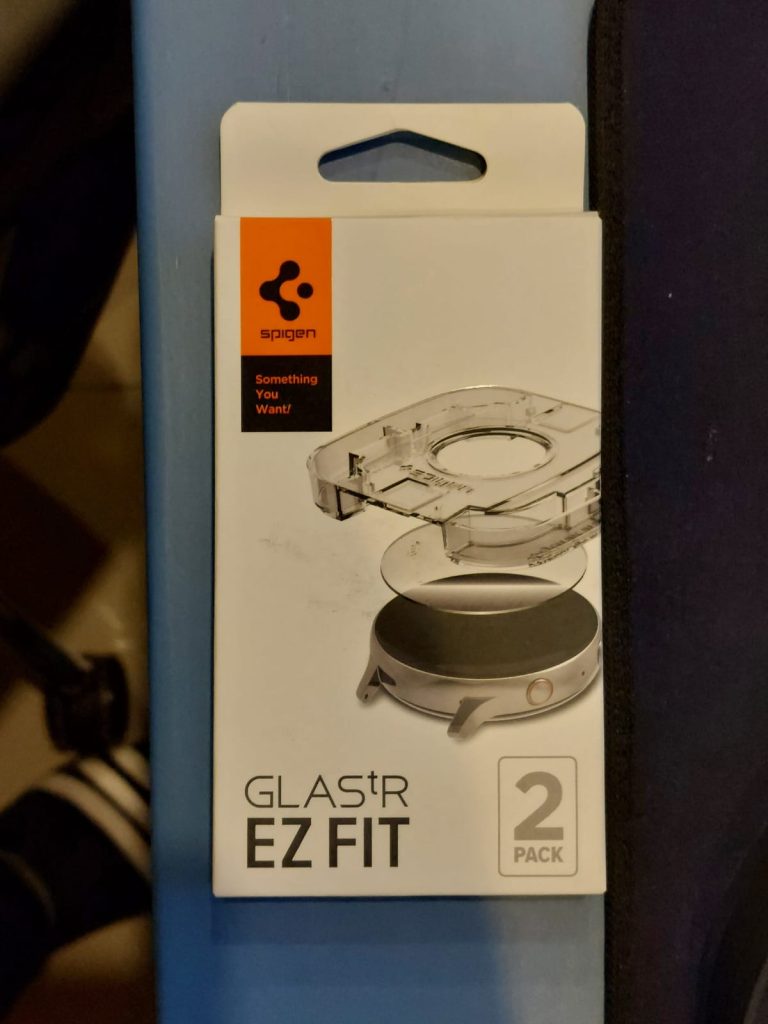 spigen
Something
You
Want!
GLAStR
EZ FIT
2
PACK